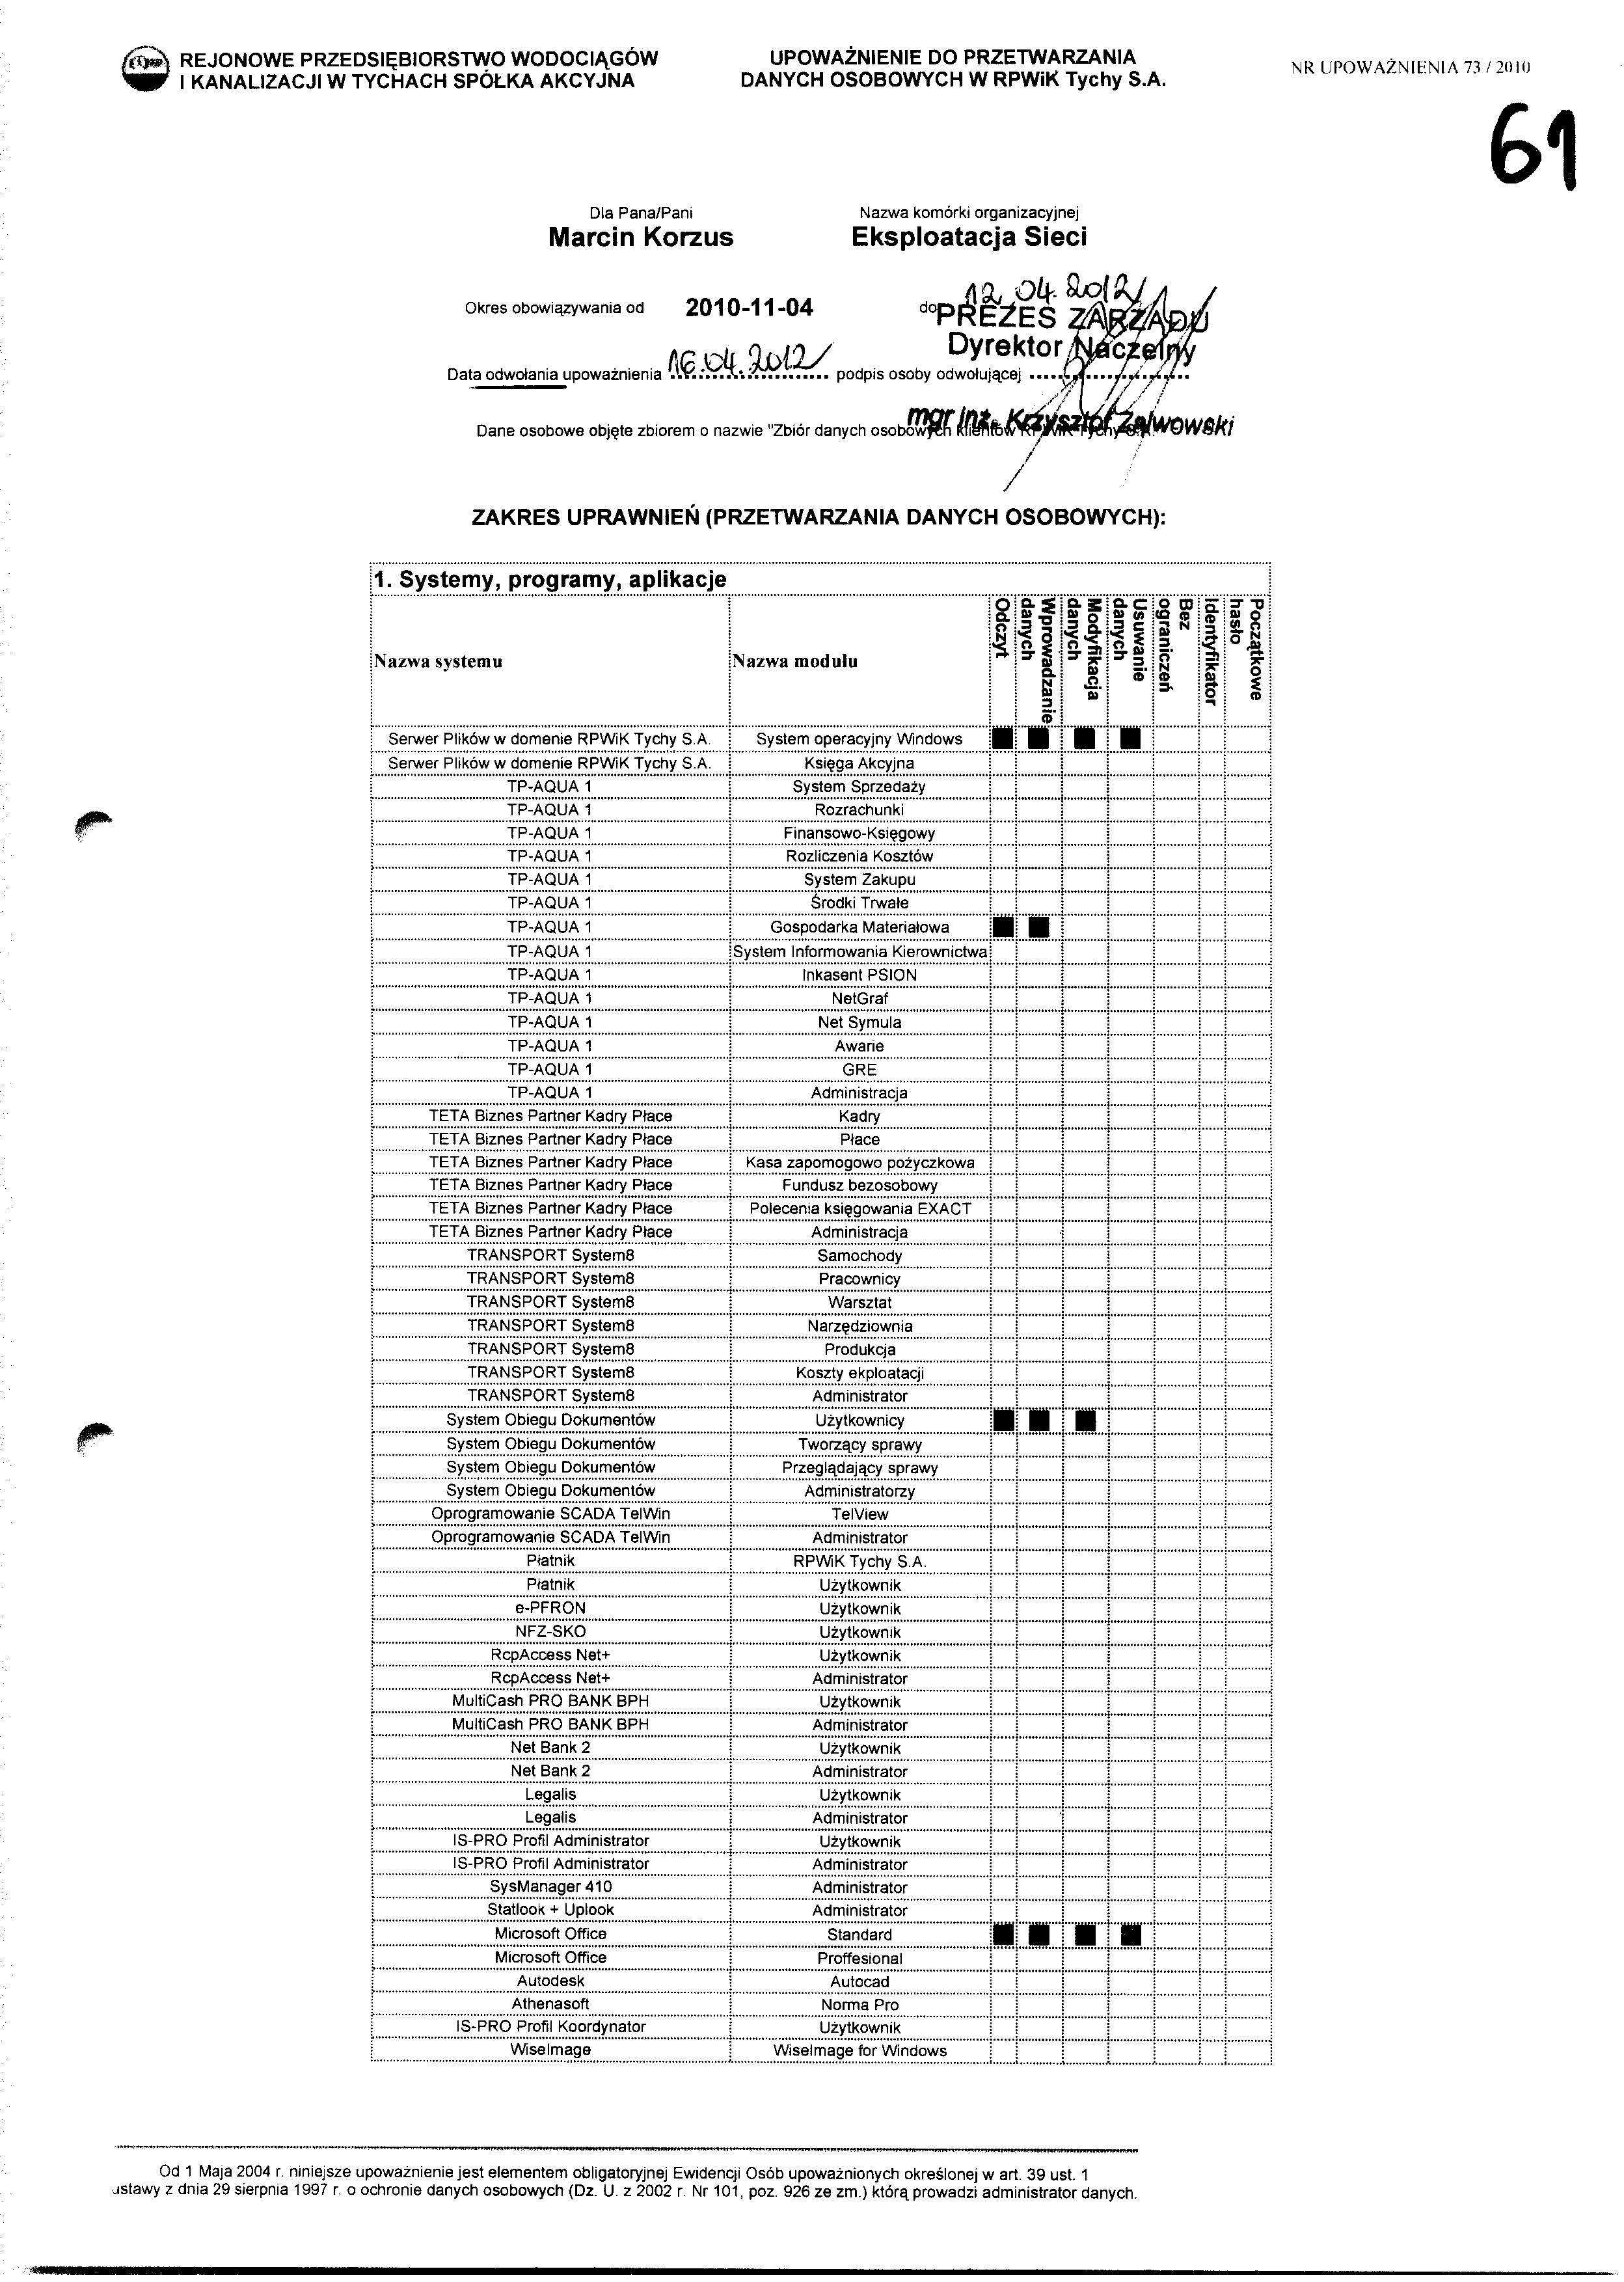 REJONOWE PRZEDSIĘBIORSTWO WODOCIĄGÓW
I KANALIZACJI W TYCHACH SPÓŁKA AKCYJNA
UPOWAŻNIENIE DO PRZETWARZANIA
DANYCH OSOBOWYCH W RPWiK Tychy S.A.
NR UPOWAŻNIENIA 73 / 2010
61
Dla Pana/Pani
Marcin Korzus
Nazwa komórki organizacyjnej
Eksploatacja Sieci
Okres obowiązywania od 2010-11-04 do 12.04.2012
PREZES ZARZĄDU
Dyrektor Naczelny
Data odwołania upoważnienia 16.04.2012 podpis osoby odwołującej
mgr inż. Krzysztof Zalwowski
Dane osobowe objęte zbiorem o nazwie "Zbiór danych osobowych klientów RPWiK Tychy S.A."
ZAKRES UPRAWNIEŃ (PRZETWARZANIA DANYCH OSOBOWYCH):
1. Systemy, programy, aplikacje
Nazwa systemu Nazwa modułu Odczyt Wprowadzanie danych Modyfikacja danych Usuwanie danych Bez ograniczeń Identyfikator Początkowe hasło
Serwer Plików w domenie RPWiK Tychy S.A. System operacyjny Windows ■ ■ ■ ■
Serwer Plików w domenie RPWiK Tychy S.A. Księga Akcyjna
TP-AQUA 1 System Sprzedaży
TP-AQUA 1 Rozrachunki
TP-AQUA 1 Finansowo-Księgowy
TP-AQUA 1 Rozliczenia Kosztów
TP-AQUA 1 System Zakupu
TP-AQUA 1 Środki Trwałe
TP-AQUA 1 Gospodarka Materiałowa ■ ■
TP-AQUA 1 System Informowania Kierownictwa
TP-AQUA 1 Inkasent PSION
TP-AQUA 1 NetGraf
TP-AQUA 1 Net Symula
TP-AQUA 1 Awarie
TP-AQUA 1 GRE
TP-AQUA 1 Administracja
TETA Biznes Partner Kadry Płace Kadry
TETA Biznes Partner Kadry Płace Płace
TETA Biznes Partner Kadry Płace Kasa zapomogowo pożyczkowa
TETA Biznes Partner Kadry Płace Fundusz bezosobowy
TETA Biznes Partner Kadry Płace Polecenia księgowania EXACT
TETA Biznes Partner Kadry Płace Administracja
TRANSPORT System8 Samochody
TRANSPORT System8 Pracownicy
TRANSPORT System8 Warsztat
TRANSPORT System8 Narzędziownia
TRANSPORT System8 Produkcja
TRANSPORT System8 Koszty ekploatacji
TRANSPORT System8 Administrator
System Obiegu Dokumentów Użytkownicy ■ ■ ■
System Obiegu Dokumentów Tworzący sprawy
System Obiegu Dokumentów Przeglądający sprawy
System Obiegu Dokumentów Administratorzy
Oprogramowanie SCADA TelWin TelView
Oprogramowanie SCADA TelWin Administrator
Płatnik RPWiK Tychy S.A.
Płatnik Użytkownik
e-PFRON Użytkownik
NFZ-SKO Użytkownik
RcpAccess Net+ Użytkownik
RcpAccess Net+ Administrator
MultiCash PRO BANK BPH Użytkownik
MultiCash PRO BANK BPH Administrator
Net Bank 2 Użytkownik
Net Bank 2 Administrator
Legalis Użytkownik
Legalis Administrator
IS-PRO Profil Administrator Użytkownik
IS-PRO Profil Administrator Administrator
SysManager 410 Administrator
Statlook + Uplook Administrator
Microsoft Office Standard ■ ■ ■ ■
Microsoft Office Proffesional
Autodesk Autocad
Athenasoft Norma Pro
IS-PRO Profil Koordynator Użytkownik
WiseImage WiseImage for Windows
Od 1 Maja 2004 r. niniejsze upoważnienie jest elementem obligatoryjnej Ewidencji Osób upoważnionych określonej w art. 39 ust. 1
ustawy z dnia 29 sierpnia 1997 r. o ochronie danych osobowych (Dz. U. z 2002 r. Nr 101, poz. 926 ze zm.) którą prowadzi administrator danych.